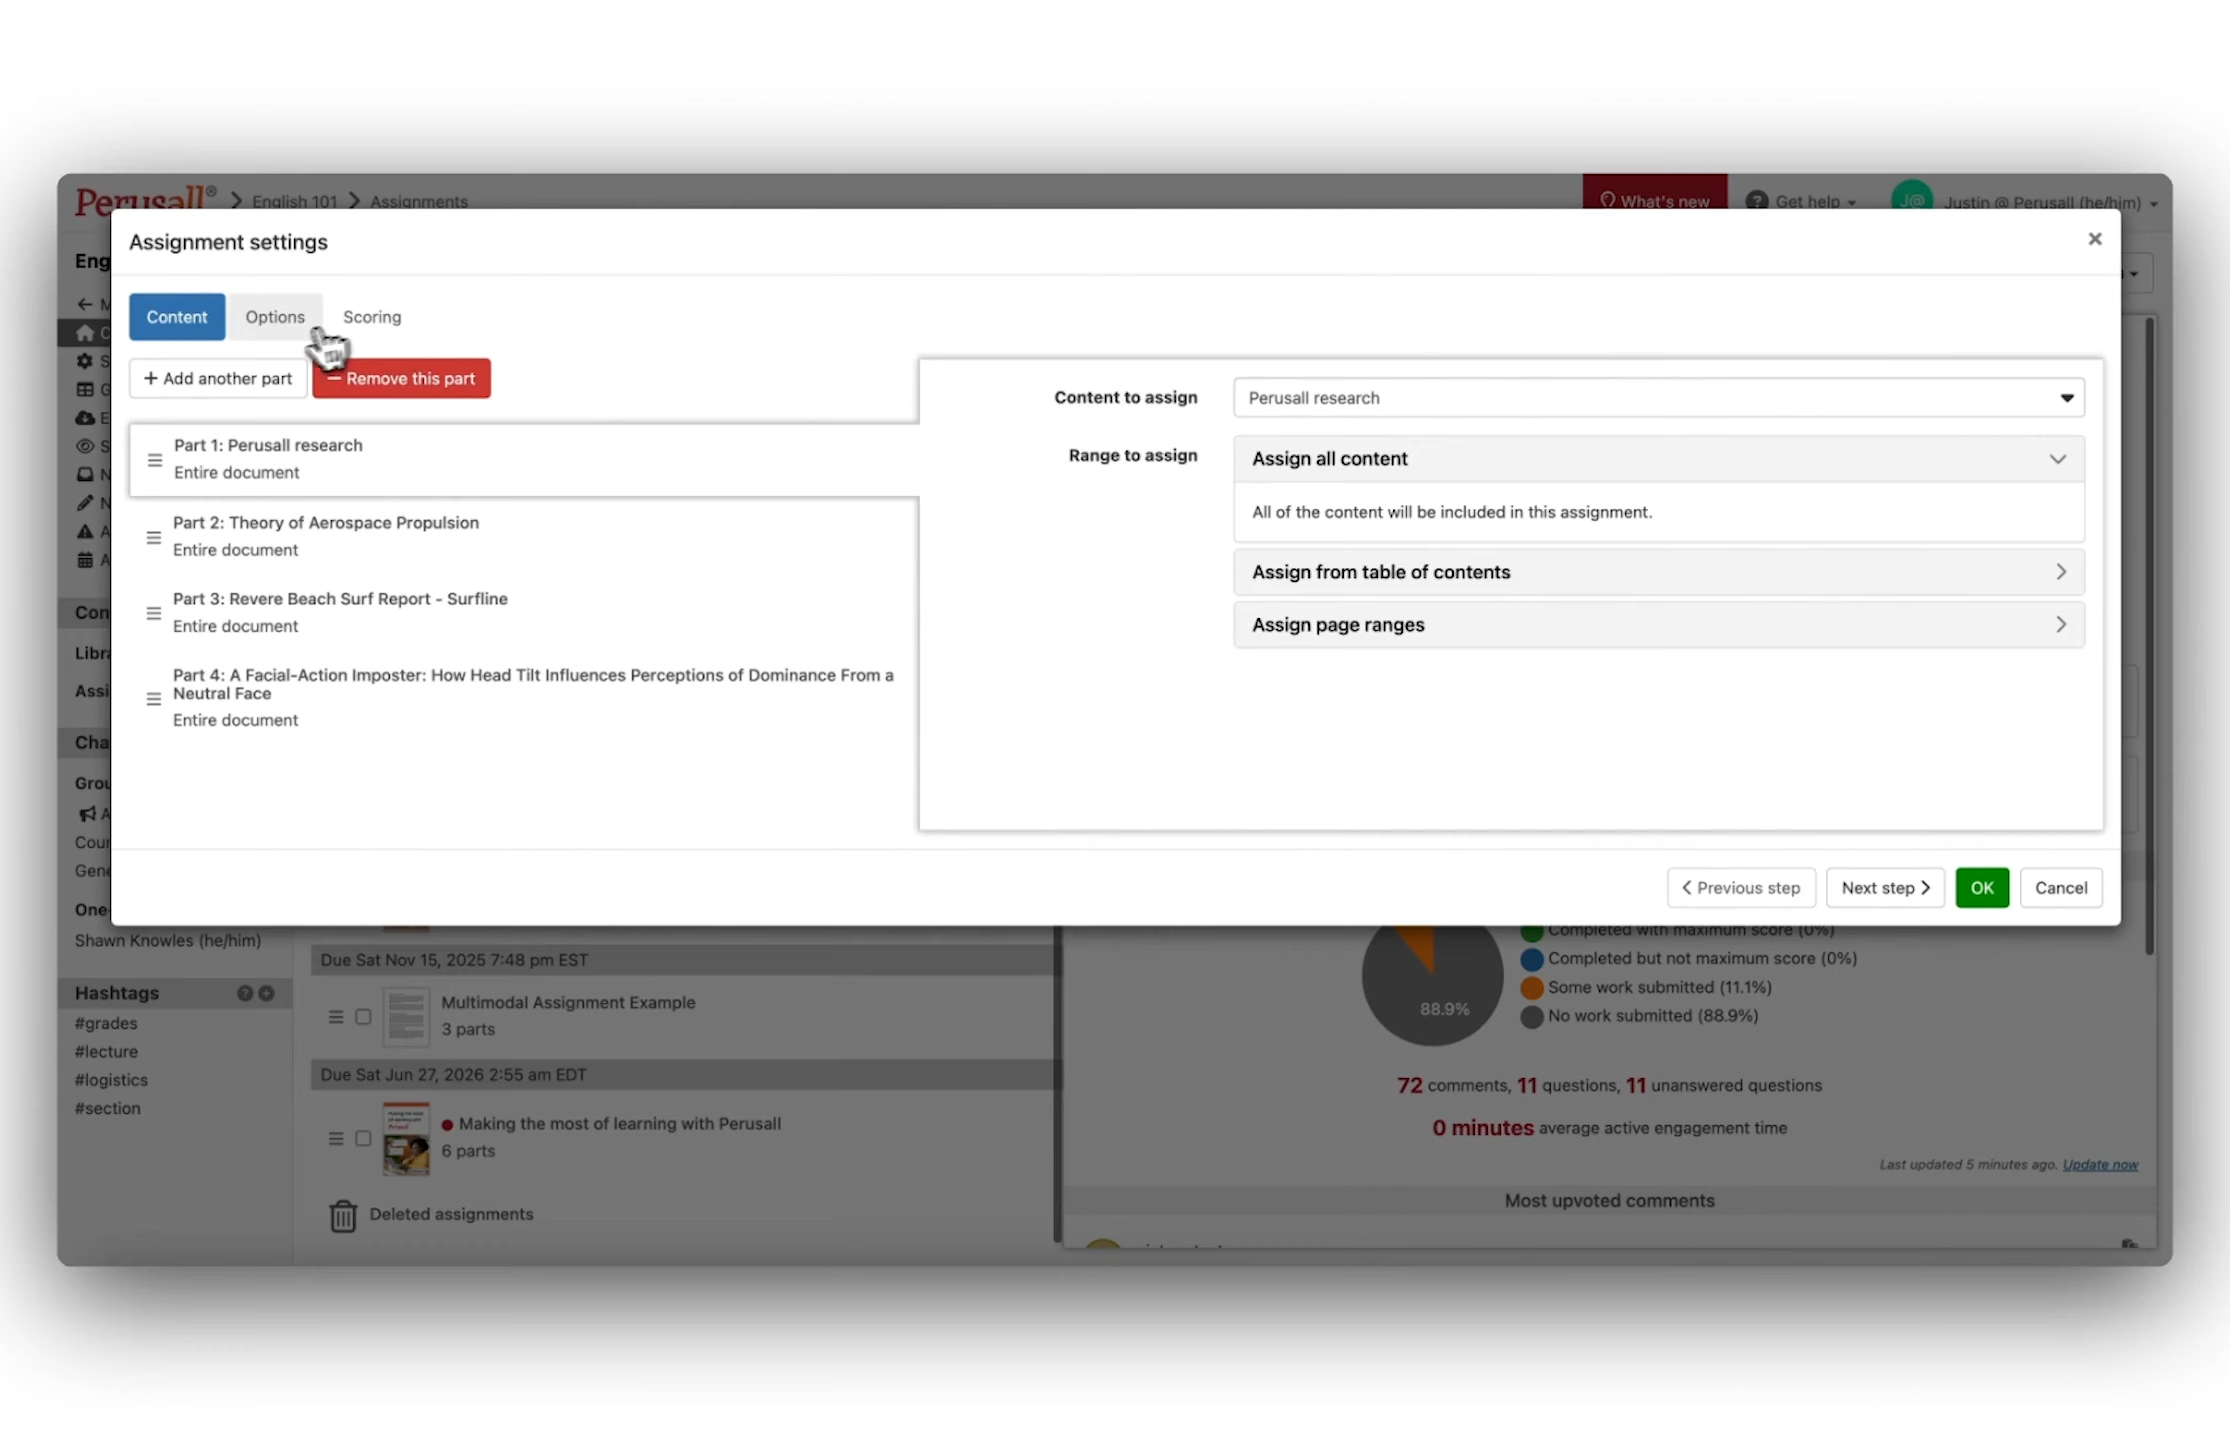 Perusall® > English 101 > Assignments
What's new
Get help
J@
Justin @ Perusall (he/him)
Assignment settings
×
Eng
Content
Options
Scoring
+ Add another part
− Remove this part
Part 1: Perusall research
Entire document
Part 2: Theory of Aerospace Propulsion
Entire document
Part 3: Revere Beach Surf Report - Surfline
Entire document
Part 4: A Facial-Action Imposter: How Head Tilt Influences Perceptions of Dominance From a
Neutral Face
Entire document
Content to assign
Perusall research
Range to assign
Assign all content
All of the content will be included in this assignment.
Assign from table of contents
Assign page ranges
Con
Libra
Assi
Cha
Grou
Cour
Gene
One-
Previous step
Next step
OK
Cancel
Shawn Knowles (he/him)
Hashtags
#grades
#lecture
#logistics
#section
Due Sat Nov 15, 2025 7:48 pm EST
Multimodal Assignment Example
3 parts
Due Sat Jun 27, 2026 2:55 am EDT
Making the most of learning with Perusall
6 parts
Deleted assignments
88.9%
Completed with maximum score (0%)
Completed but not maximum score (0%)
Some work submitted (11.1%)
No work submitted (88.9%)
72 comments, 11 questions, 11 unanswered questions
0 minutes average active engagement time
Last updated 5 minutes ago. Update now
Most upvoted comments